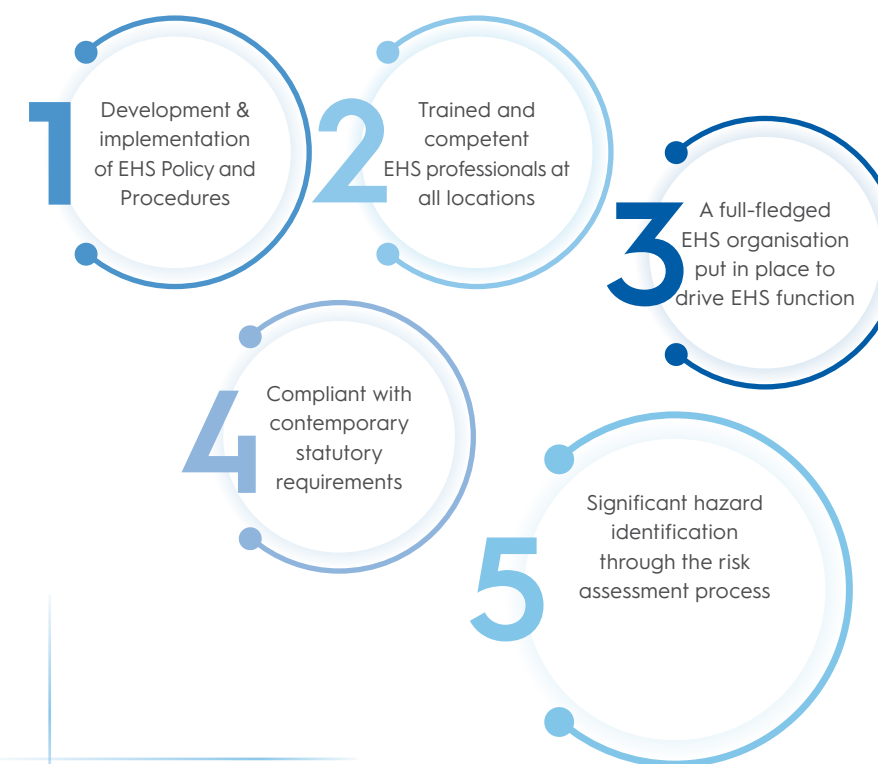 1
Development &
implementation
of EHS Policy and
Procedures
2
Trained and
competent
EHS professionals at
all locations
3
A full-fledged
EHS organisation
put in place to
drive EHS function
4
Compliant with
contemporary
statutory
requirements
5
Significant hazard
identification
through the risk
assessment process